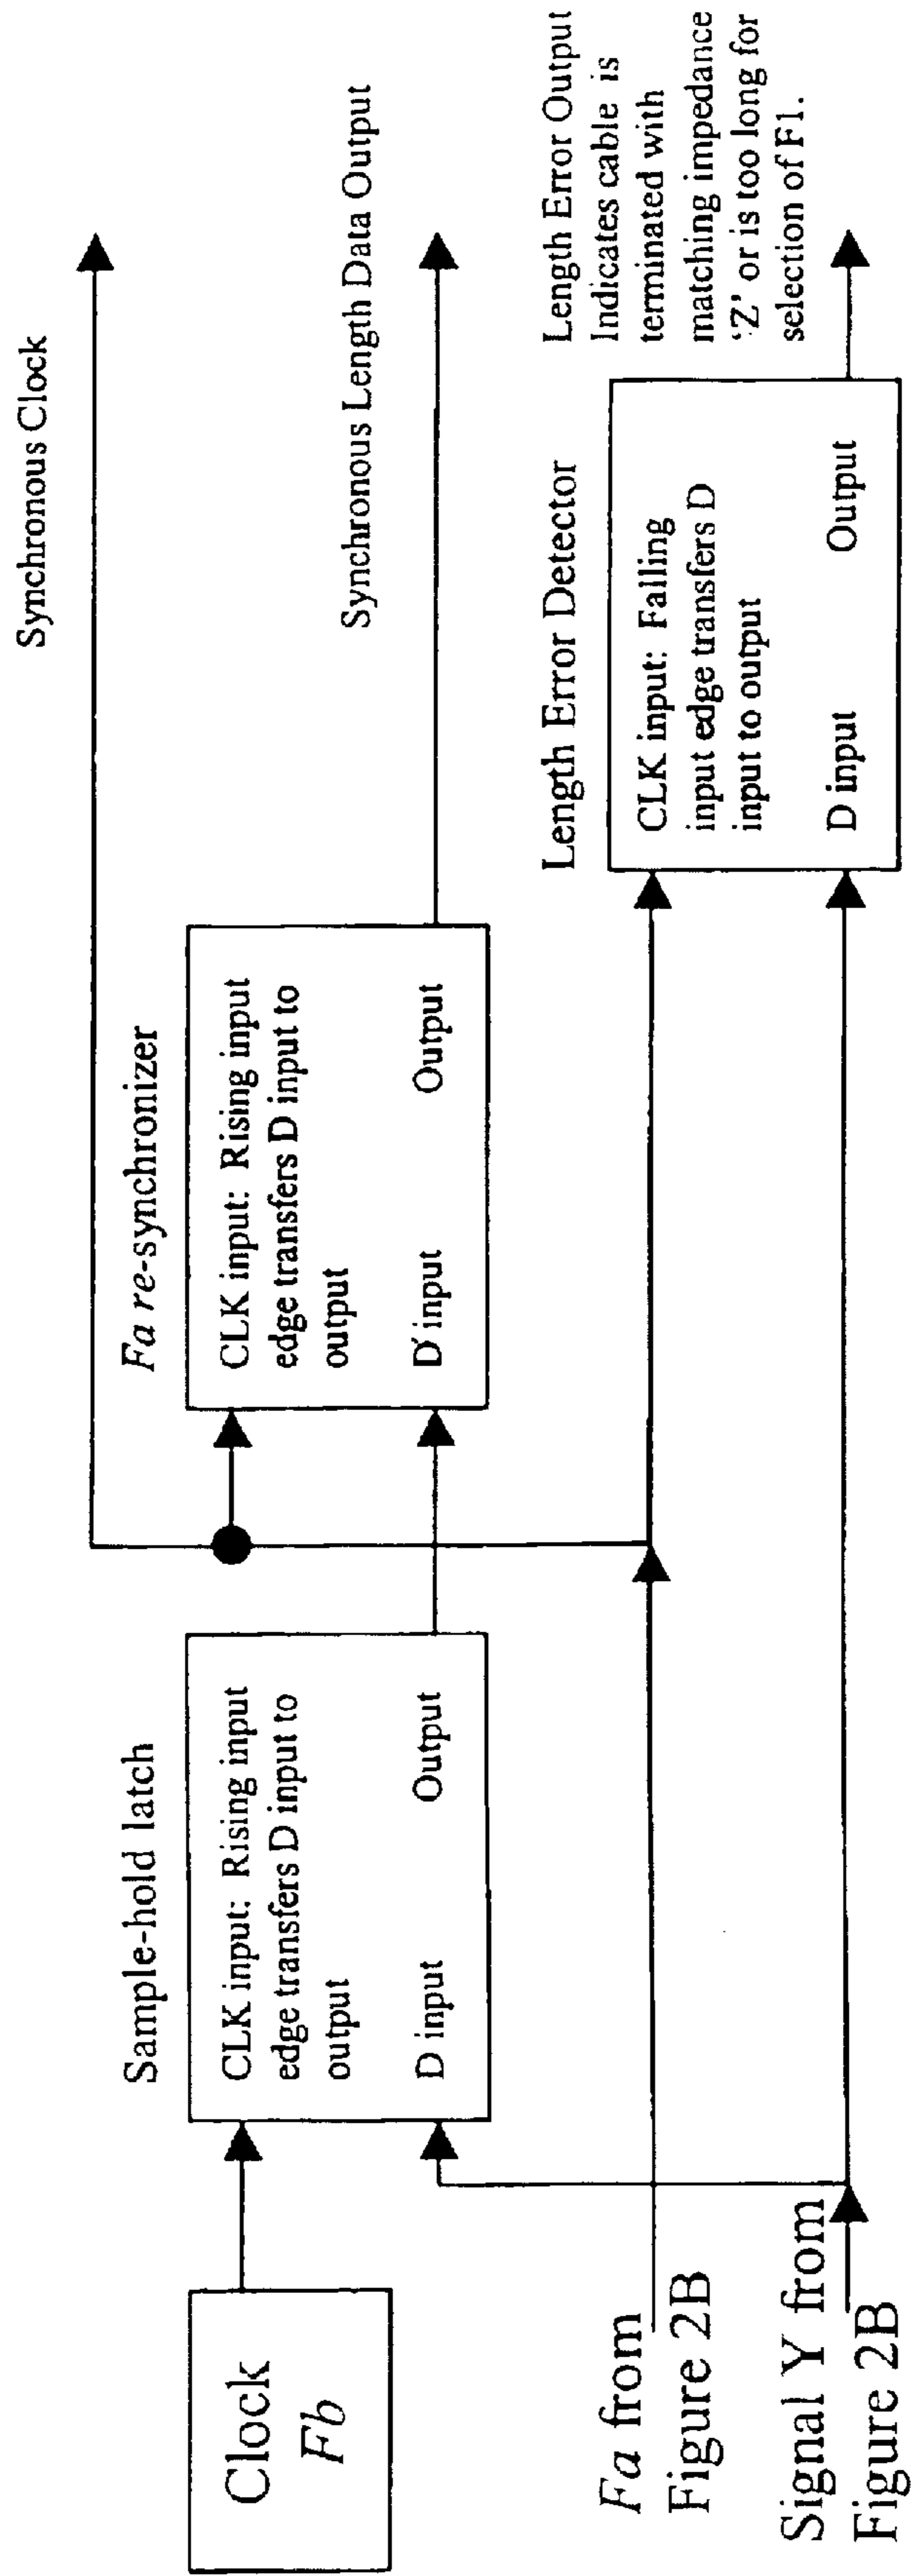 Synchronous Clock
Fa re-synchronizer
Sample-hold latch
Clock
Fb
CLK input: Rising input
edge transfers D input to
output
D input
Output
CLK input: Rising input
edge transfers D input to
output
D input
Output
Synchronous Length Data Output
Fa from
Figure 2B
Signal Y from
Figure 2B
Length Error Detector
CLK input: Falling
input edge transfers D
input to output
D input
Output
Length Error Output
Indicates cable is
terminated with
matching impedance
'Z' or is too long for
selection of F1.